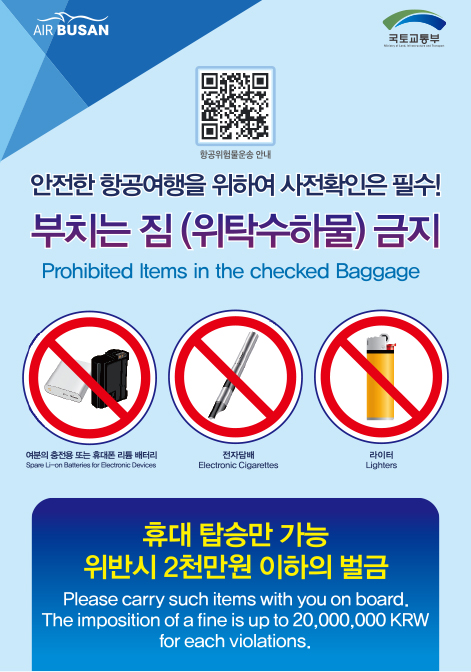 AIR BUSAN
국토교통부
Ministry of Land, Infrastructure and Transport
항공위험물운송 안내
안전한 항공여행을 위하여 사전확인은 필수!
부치는 짐 (위탁수하물) 금지
Prohibited Items in the checked Baggage
여분의 충전용 또는 휴대폰 리튬 배터리
Spare Li-on Batteries for Electronic Devices
전자담배
Electronic Cigarettes
라이터
Lighters
휴대 탑승만 가능
위반시 2천만원 이하의 벌금
Please carry such items with you on board.
The imposition of a fine is up to 20,000,000 KRW
for each violations.